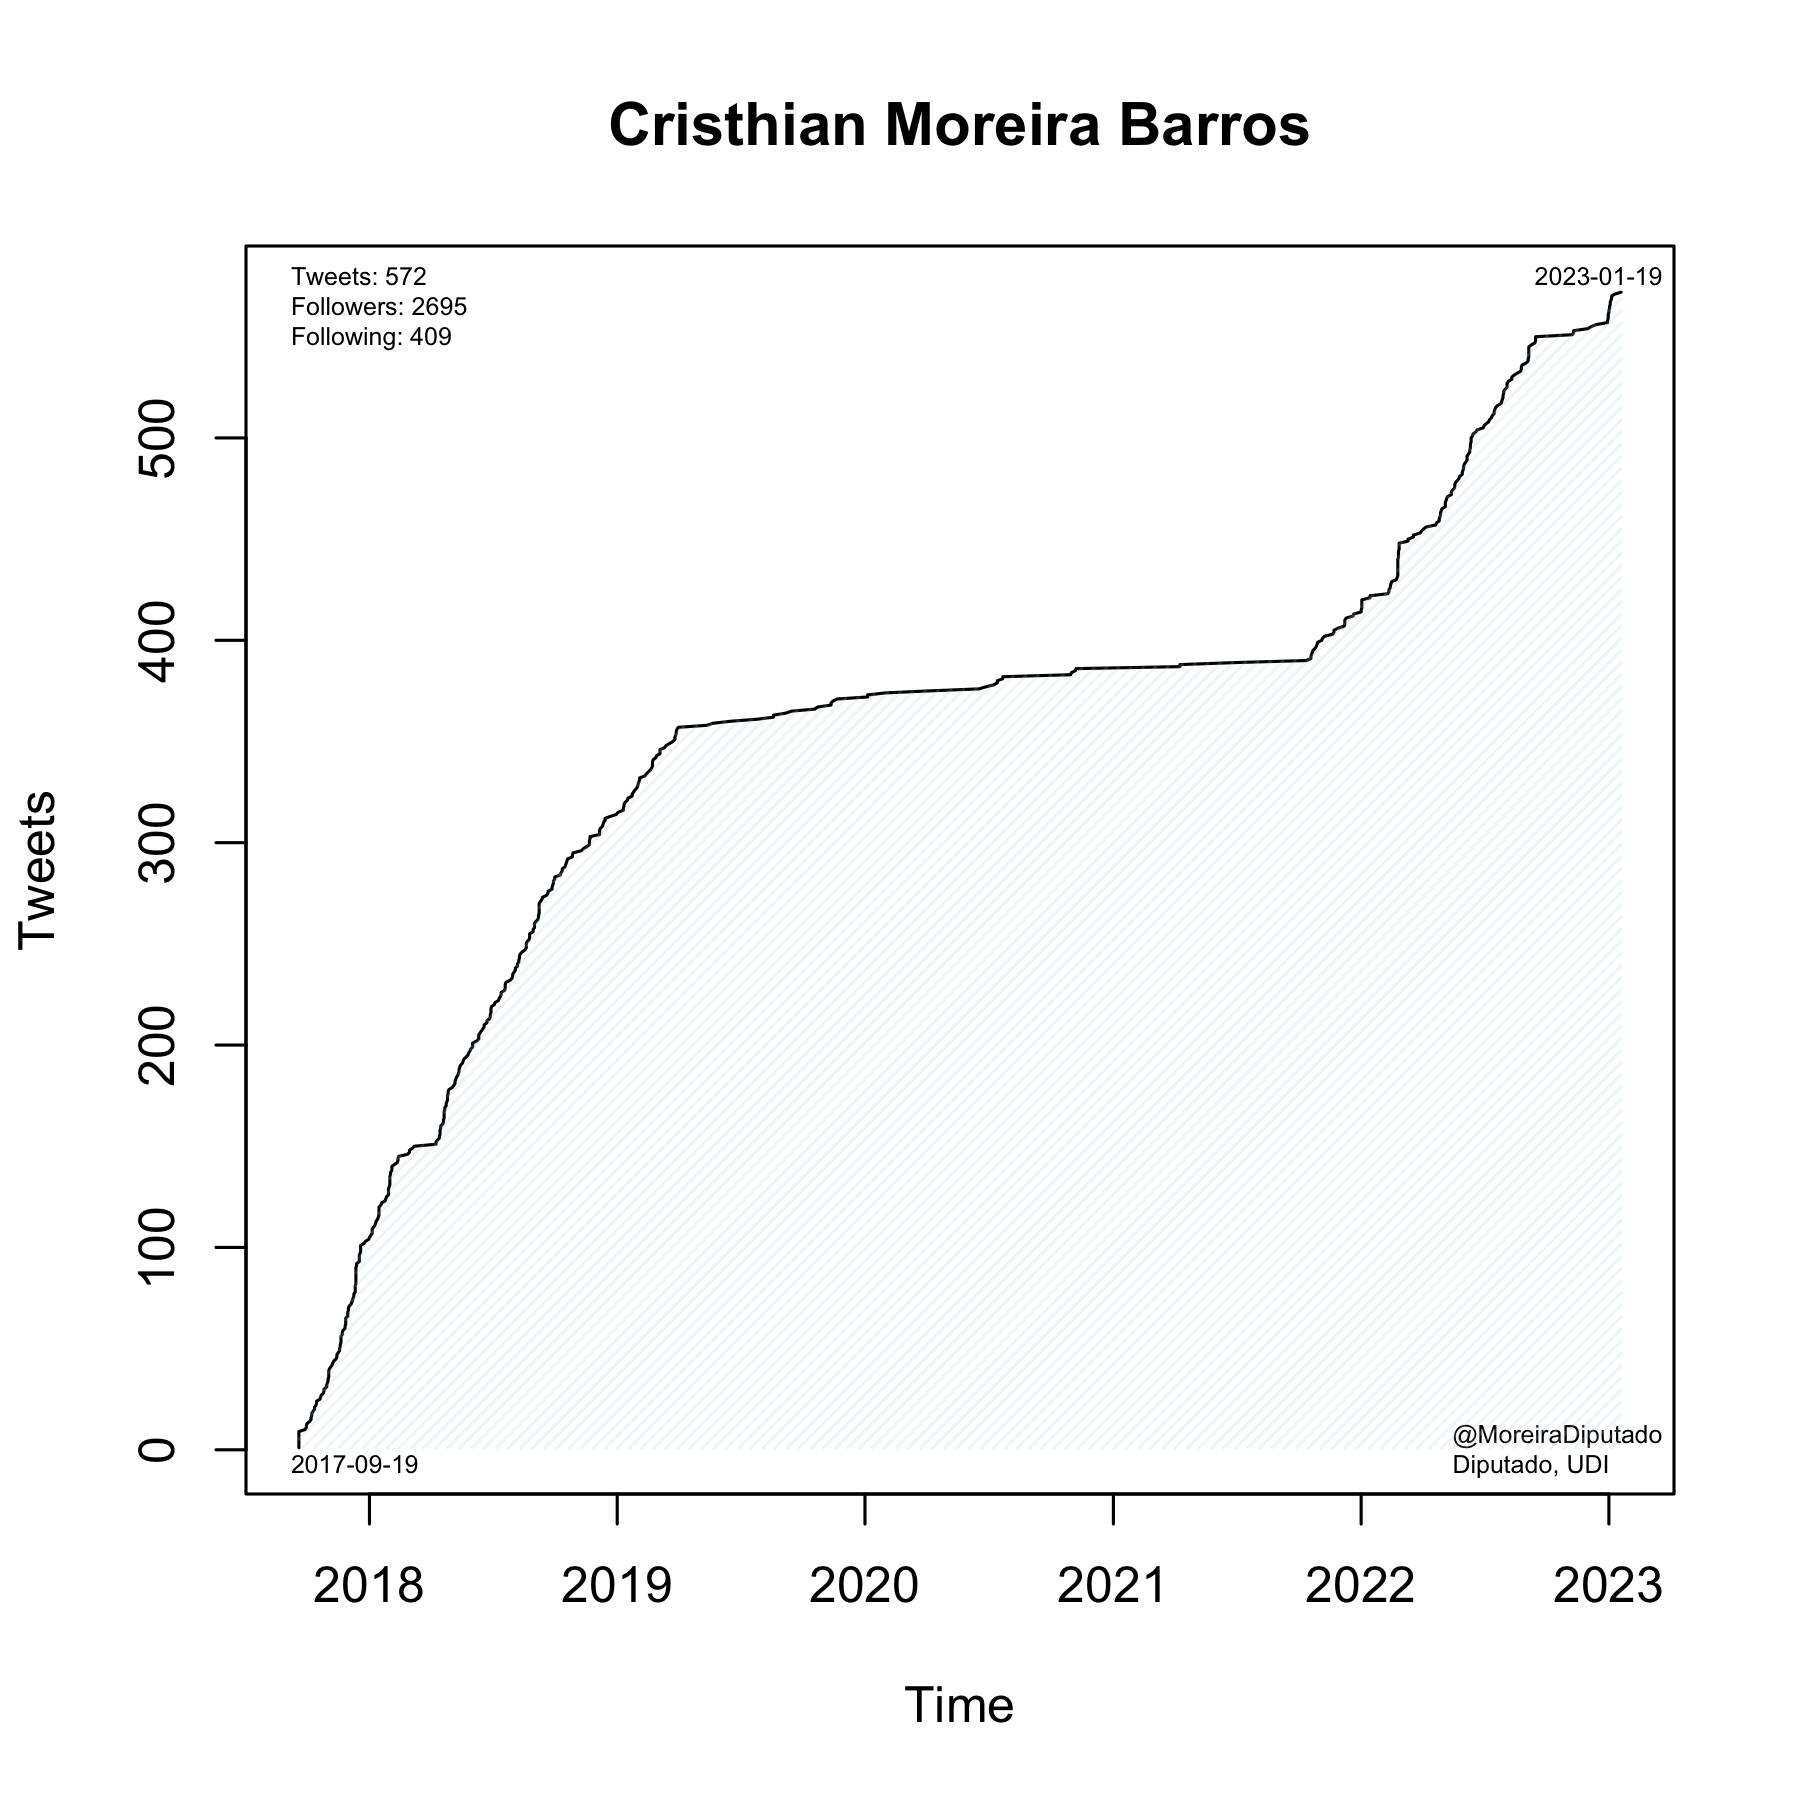 Cristhian Moreira Barros
Tweets: 572
Followers: 2695
Following: 409
2023-01-19
500
400
300
200
100
0
Tweets
@MoreiraDiputado
Diputado, UDI
2017-09-19
2018 2019 2020 2021 2022 2023
Time